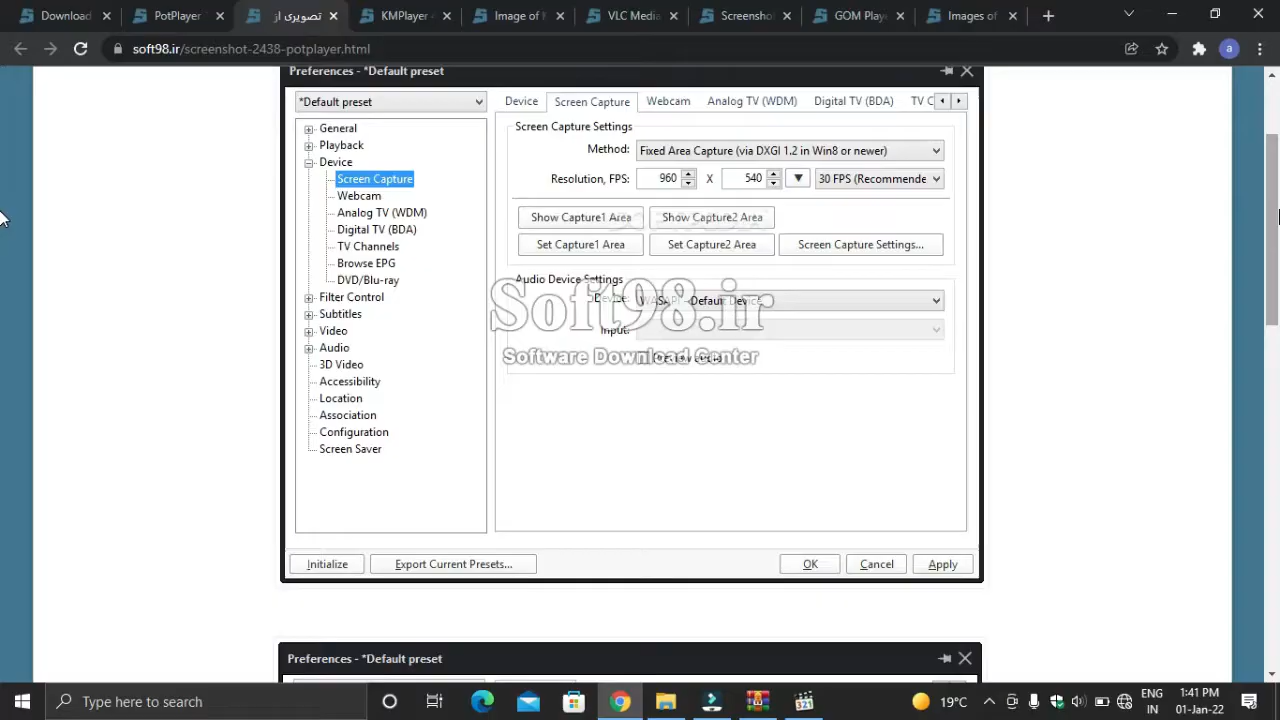 Download
PotPlayer
تصویری از
KMPlayer
Image of
VLC Media
Screenshot
GOM Play
Images of
soft98.ir/screenshot-2438-potplayer.html
a
Preferences - *Default preset
*Default preset
Device
Screen Capture
Webcam
Analog TV (WDM)
Digital TV (BDA)
TV C
General
Playback
Device
Screen Capture
Webcam
Analog TV (WDM)
Digital TV (BDA)
TV Channels
Browse EPG
DVD/Blu-ray
Filter Control
Subtitles
Video
Audio
3D Video
Accessibility
Location
Association
Configuration
Screen Saver
Screen Capture Settings
Method:
Fixed Area Capture (via DXGI 1.2 in Win8 or newer)
Resolution, FPS:
960
X
540
30 FPS (Recommende
Show Capture1 Area
Show Capture2 Area
Set Capture1 Area
Set Capture2 Area
Screen Capture Settings...
Audio Device Settings
Device:
WASAPI - Default Device
Input:
Preview audio
Soft98.ir
Software Download Center
Initialize
Export Current Presets...
OK
Cancel
Apply
Preferences - *Default preset
Type here to search
321
19°C
ENG
IN
1:41 PM
01-Jan-22